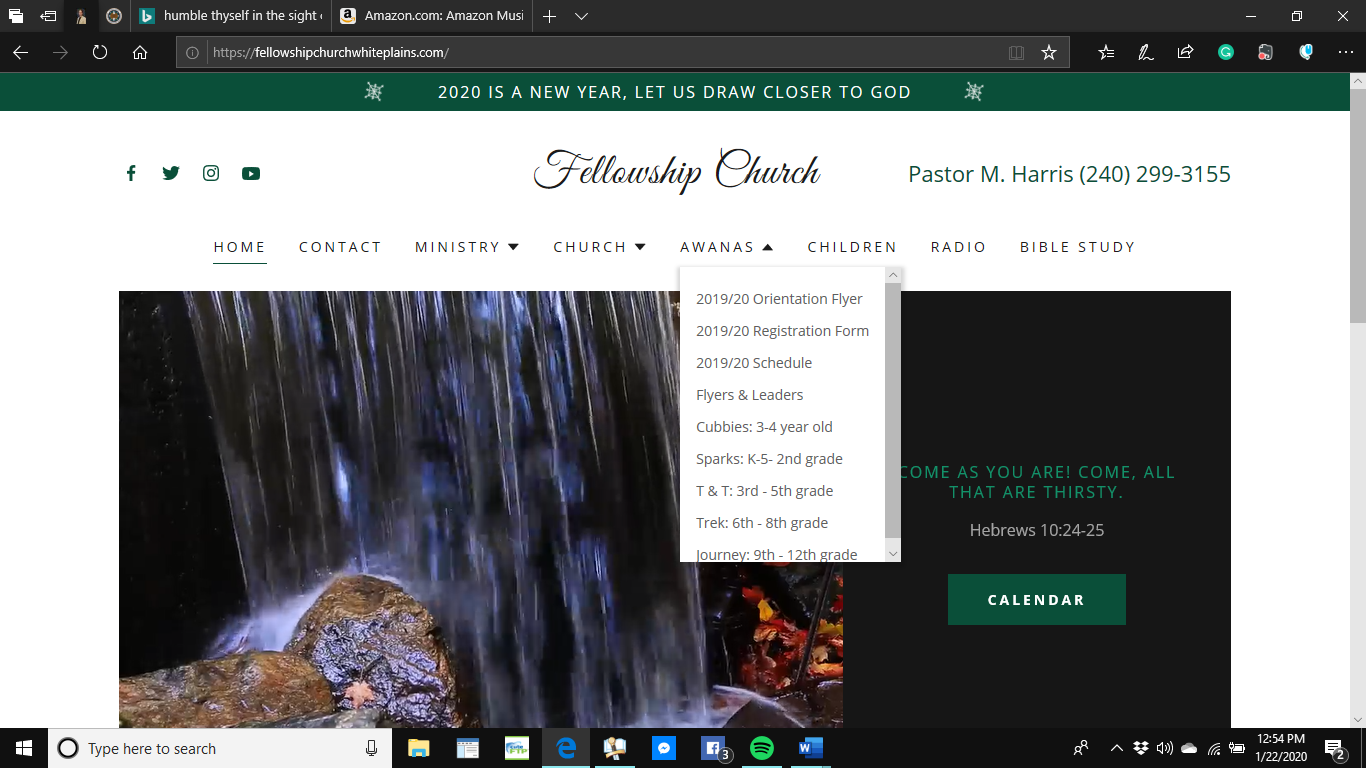 humble thyself in the sight
Amazon.com: Amazon Musi
https://fellowshipchurchwhiteplains.com/
2020 IS A NEW YEAR, LET US DRAW CLOSER TO GOD
Fellowship Church
Pastor M. Harris (240) 299-3155
HOME CONTACT MINISTRY CHURCH AWANAS CHILDREN RADIO BIBLE STUDY
2019/20 Orientation Flyer
2019/20 Registration Form
2019/20 Schedule
Flyers & Leaders
Cubbies: 3-4 year old
Sparks: K-5- 2nd grade
T & T: 3rd - 5th grade
Trek: 6th - 8th grade
Journey: 9th - 12th grade
COME AS YOU ARE! COME, ALL
THAT ARE THIRSTY.
Hebrews 10:24-25
CALENDAR
Type here to search
3
12:54 PM
1/22/2020
2